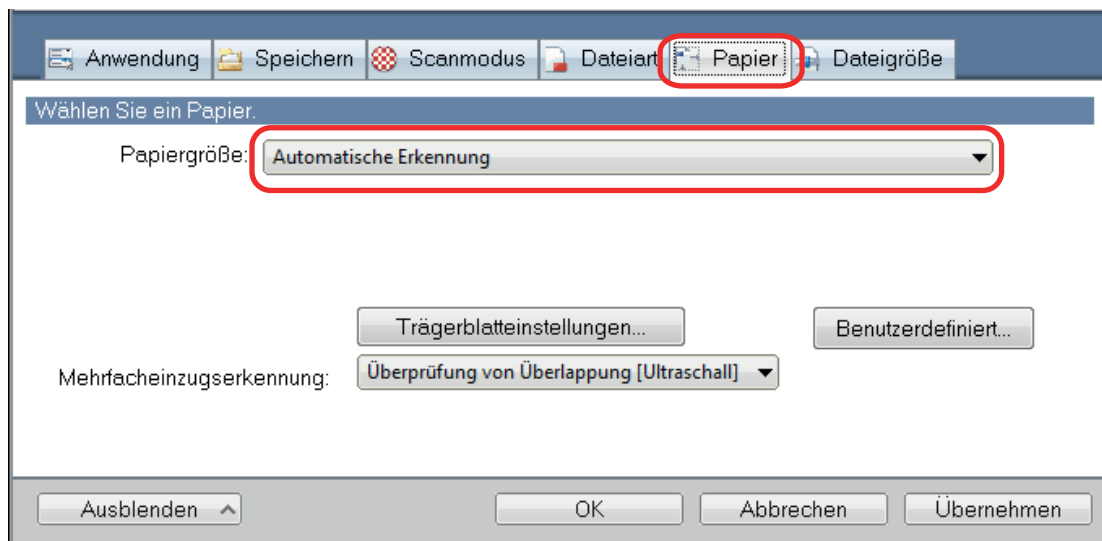 Anwendung Speichern Scanmodus Dateiart Papier Dateigröße
Wählen Sie ein Papier.
Papiergröße: Automatische Erkennung
Trägerblatteinstellungen... Benutzerdefiniert...
Mehrfacheinzugserkennung: Überprüfung von Überlappung [Ultraschall]
Ausblenden OK Abbrechen Übernehmen